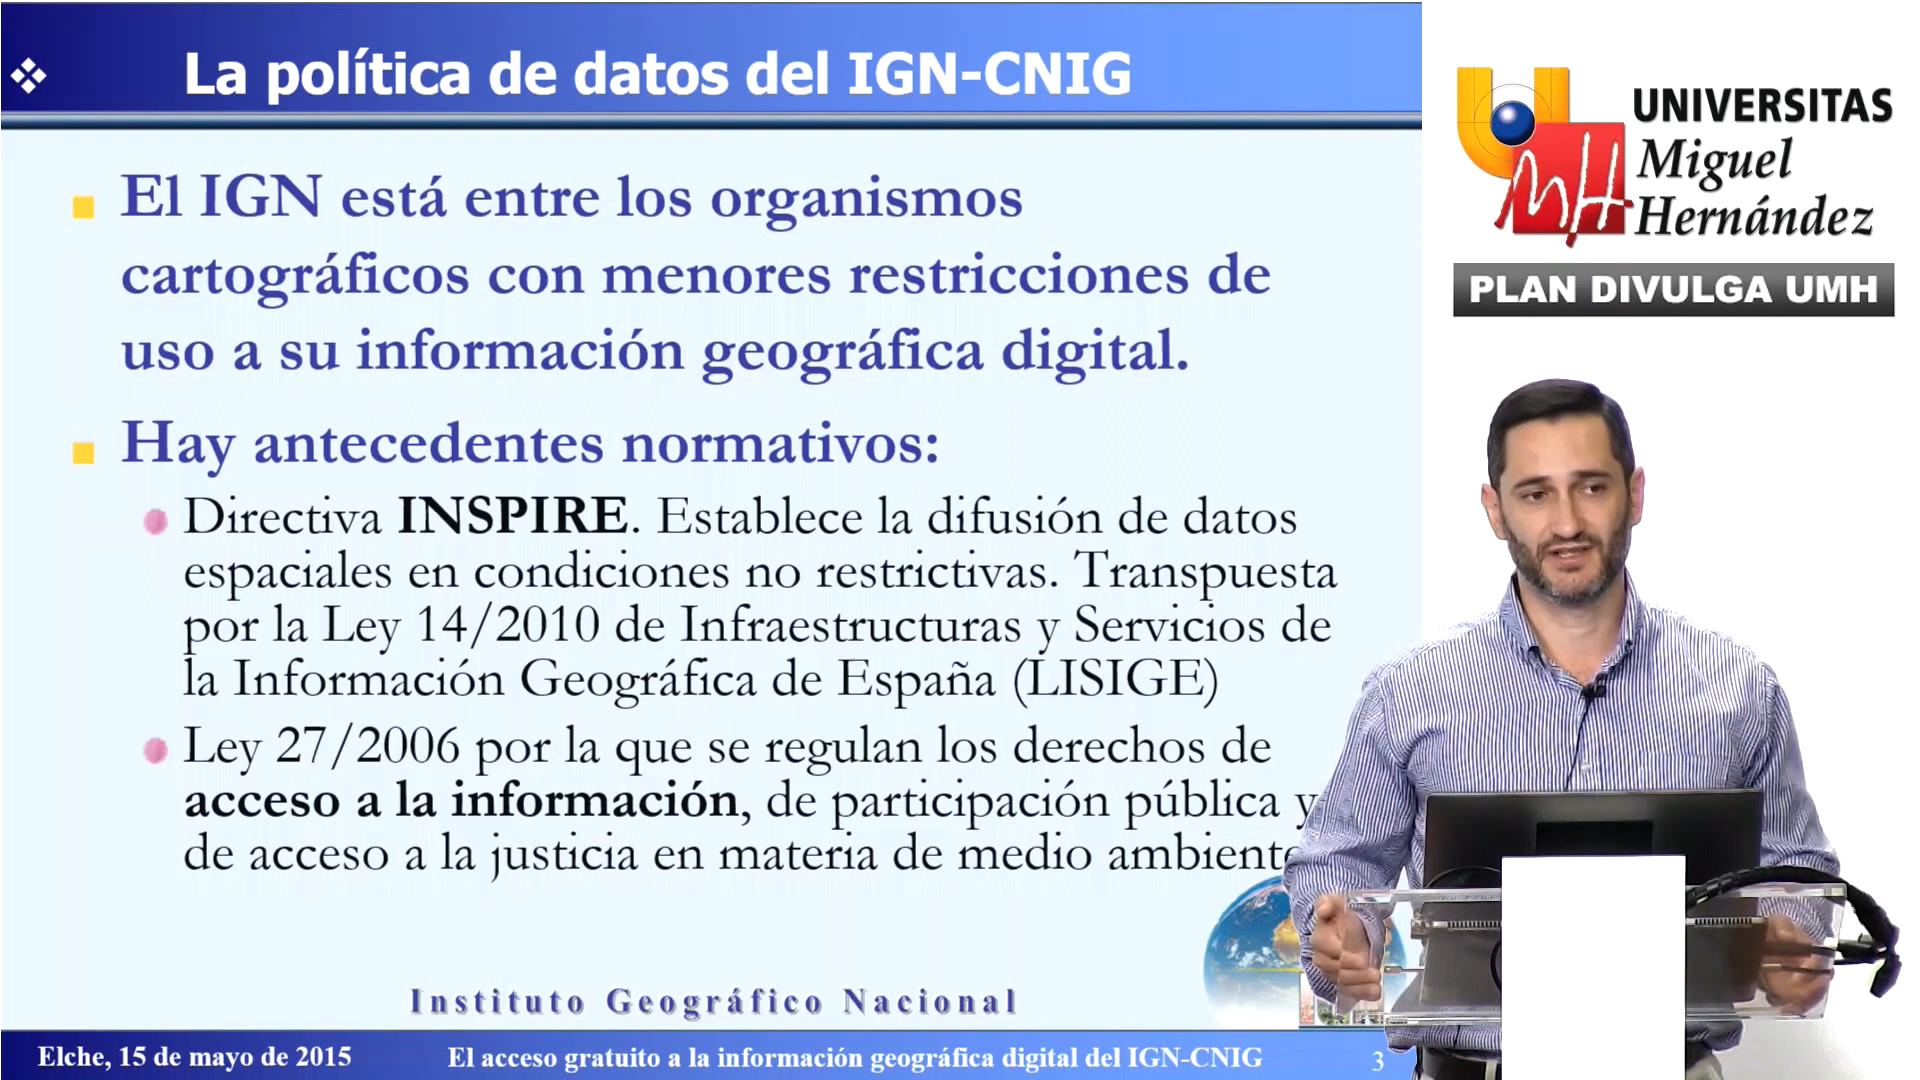 La política de datos del IGN-CNIG
El IGN está entre los organismos
cartográficos con menores restricciones de
uso a su información geográfica digital.
Hay antecedentes normativos:
Directiva INSPIRE. Establece la difusión de datos
espaciales en condiciones no restrictivas. Transpuesta
por la Ley 14/2010 de Infraestructuras y Servicios de
la Información Geográfica de España (LISIGE)
Ley 27/2006 por la que se regulan los derechos de
acceso a la información, de participación pública y
de acceso a la justicia en materia de medio ambiente
Instituto Geográfico Nacional
Elche, 15 de mayo de 2015
El acceso gratuito a la información geográfica digital del IGN-CNIG
3
UMH
UNIVERSITAS
Miguel
Hernández
PLAN DIVULGA UMH